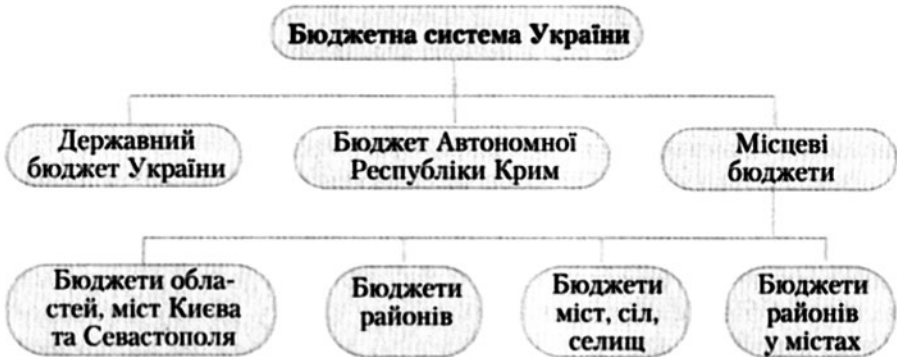 Бюджетна система України
Державний
бюджет України
Бюджет Автономної
Республіки Крим
Місцеві
бюджети
Бюджети обла-
стей, міст Києва
та Севастополя
Бюджети
районів
Бюджети
міст, сіл,
селищ
Бюджети
районів
у містах